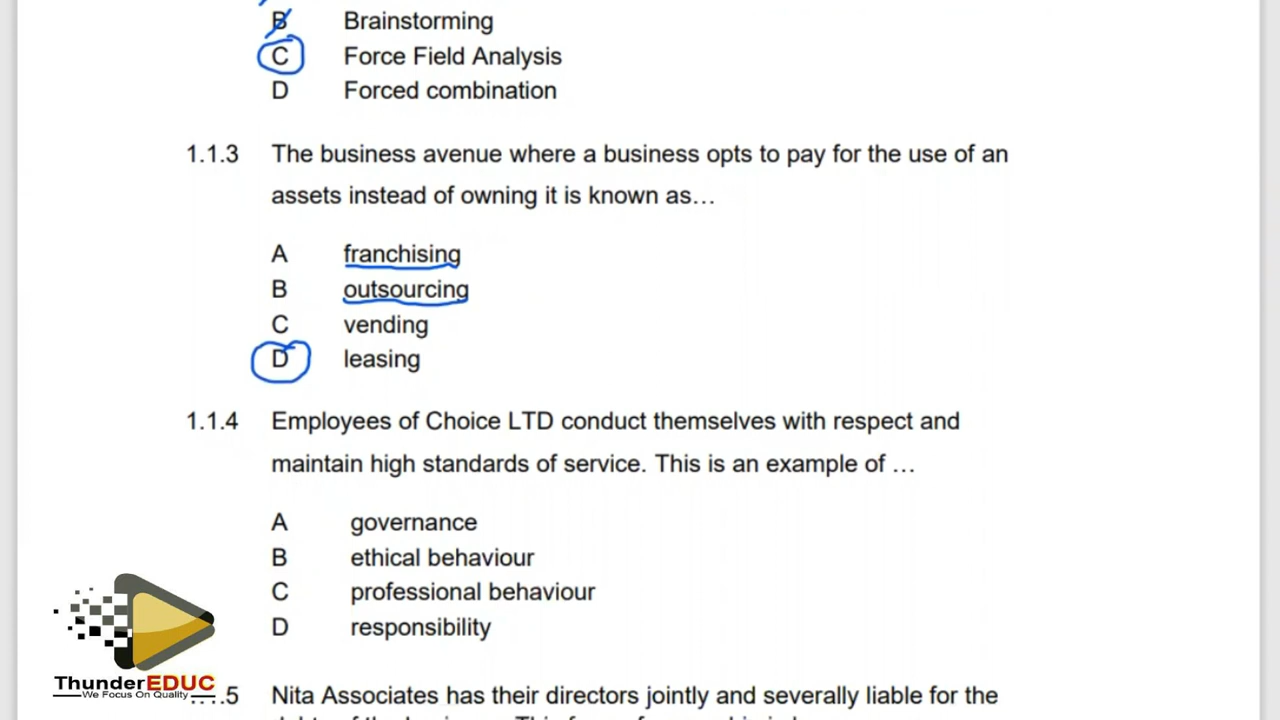 B Brainstorming
C Force Field Analysis
D Forced combination
1.1.3 The business avenue where a business opts to pay for the use of an
assets instead of owning it is known as…
A franchising
B outsourcing
C vending
D leasing
1.1.4 Employees of Choice LTD conduct themselves with respect and
maintain high standards of service. This is an example of …
A governance
B ethical behaviour
C professional behaviour
D responsibility
ThunderEDUC
We Focus On Quality
.5 Nita Associates has their directors jointly and severally liable for the